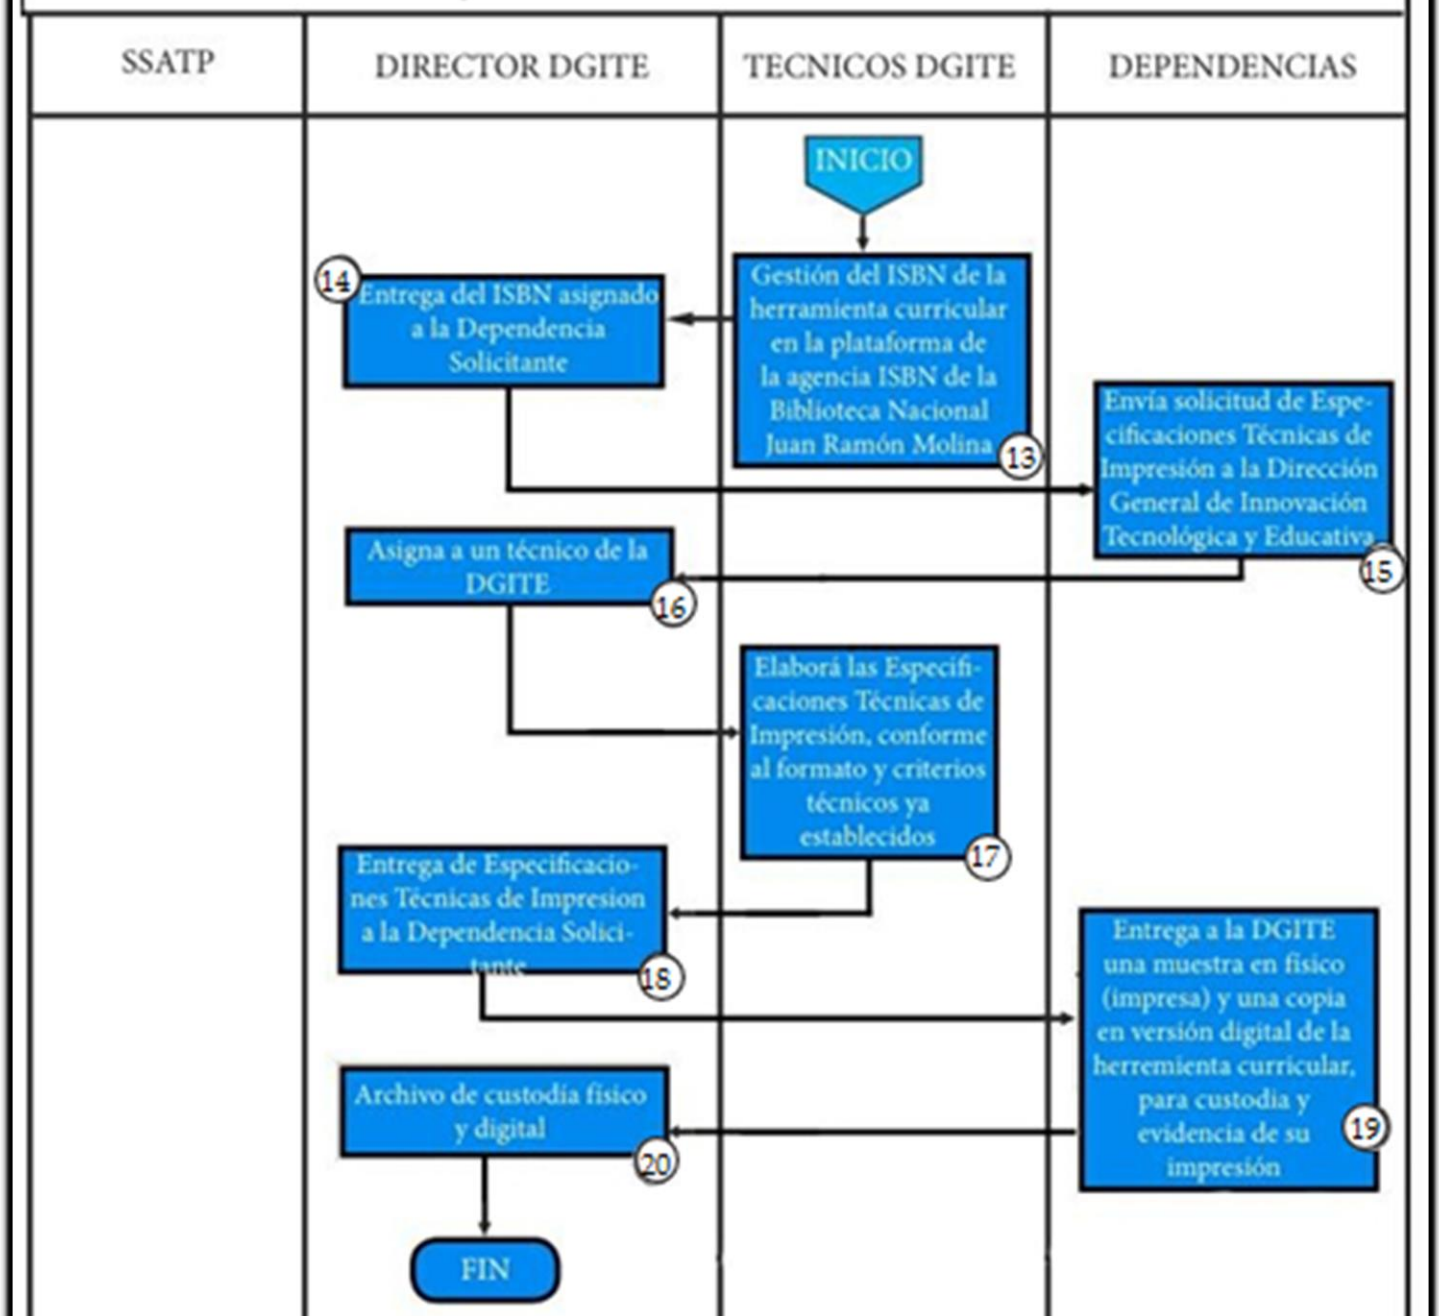 SSATP
DIRECTOR DGITE
TECNICOS DGITE
DEPENDENCIAS
INICIO
Gestión del ISBN de la
herramienta curricular
en la plataforma de
la agencia ISBN de la
Biblioteca Nacional
Juan Ramón Molina
13
14
Entrega del ISBN asignado
a la Dependencia
Solicitante
Envía solicitud de Espe-
cificaciones Técnicas de
Impresión a la Dirección
General de Innovación
Tecnológica y Educativa
15
Asigna a un técnico de la
DGITE
16
Elaborá las Especifi-
caciones Técnicas de
Impresión, conforme
al formato y criterios
técnicos ya
establecidos
17
Entrega de Especificacio-
nes Técnicas de Impresion
a la Dependencia Solici-
tante
18
Entrega a la DGITE
una muestra en físico
(impresa) y una copia
en versión digital de la
herremienta curricular,
para custodia y
evidencia de su
impresión
19
Archivo de custodía físico
y digital
20
FIN